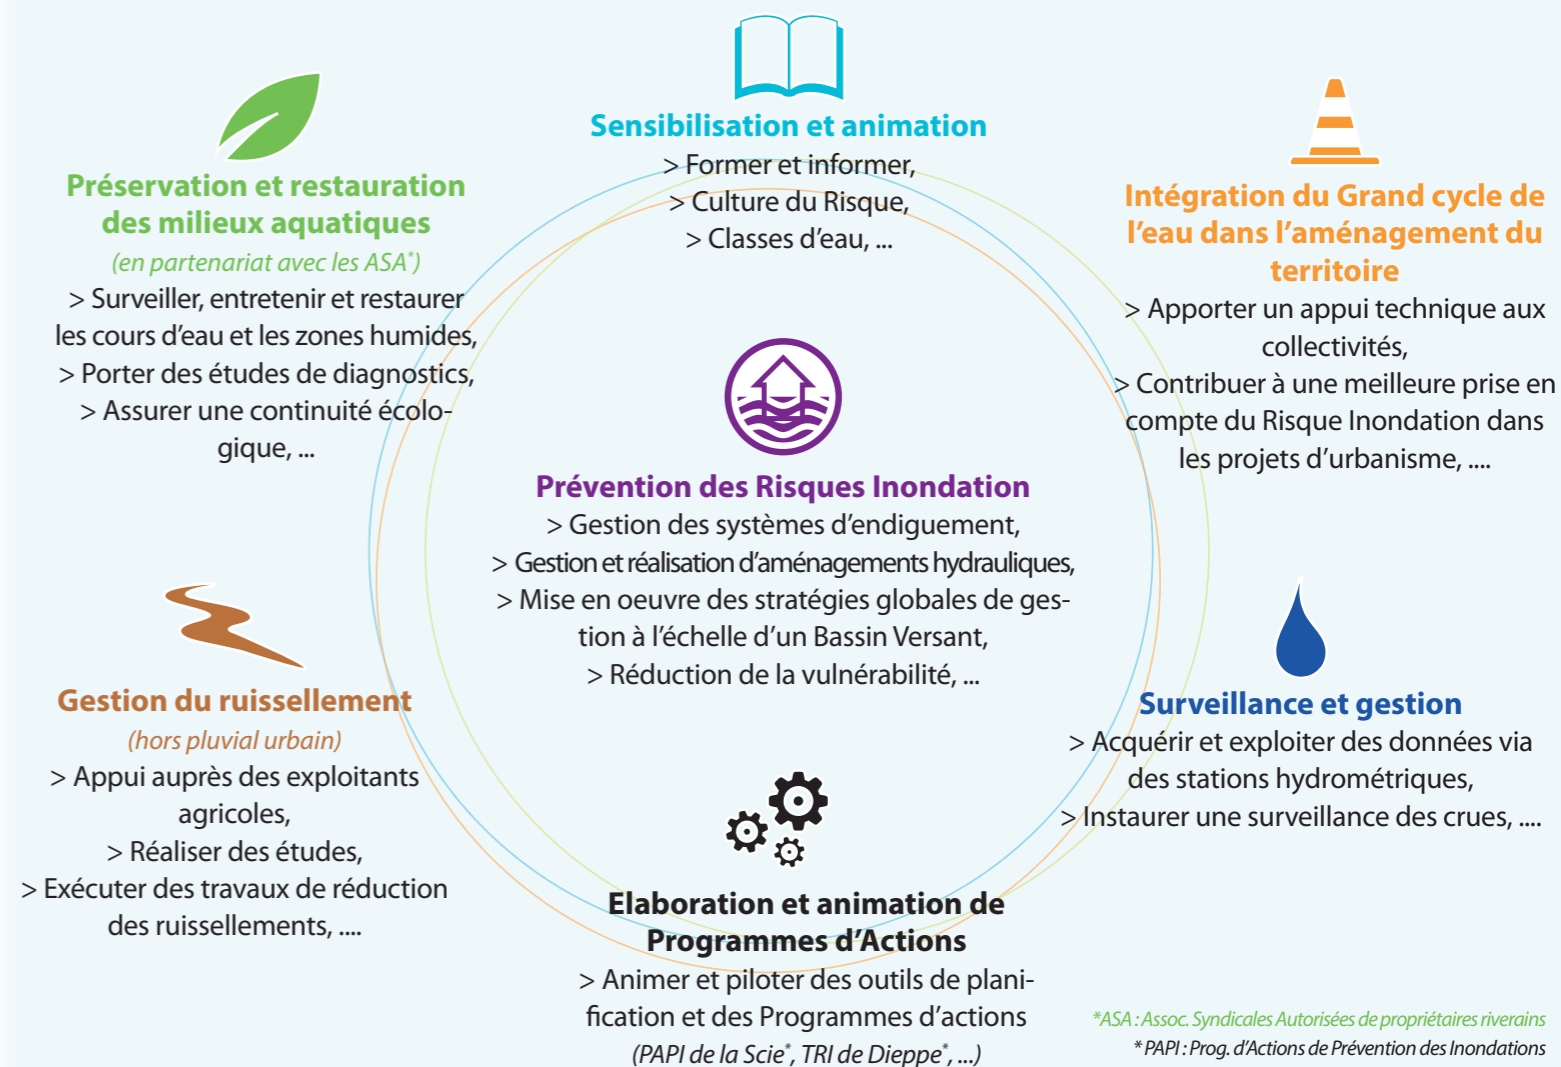 Sensibilisation et animation
> Former et informer,
> Culture du Risque,
> Classes d'eau, ...
Préservation et restauration
des milieux aquatiques
(en partenariat avec les ASA*)
> Surveiller, entretenir et restaurer
les cours d'eau et les zones humides,
> Porter des études de diagnostics,
> Assurer une continuité écolo-
gique, ...
Intégration du Grand cycle de
l'eau dans l'aménagement du
territoire
> Apporter un appui technique aux
collectivités,
> Contribuer à une meilleure prise en
compte du Risque Inondation dans
les projets d'urbanisme, ....
Prévention des Risques Inondation
> Gestion des systèmes d'endiguement,
> Gestion et réalisation d'aménagements hydrauliques,
> Mise en oeuvre des stratégies globales de ges-
tion à l'échelle d'un Bassin Versant,
> Réduction de la vulnérabilité, ...
Gestion du ruissellement
(hors pluvial urbain)
> Appui auprès des exploitants
agricoles,
> Réaliser des études,
> Exécuter des travaux de réduction
des ruissellements, ....
Surveillance et gestion
> Acquérir et exploiter des données via
des stations hydrométriques,
> Instaurer une surveillance des crues, ....
Elaboration et animation de
Programmes d'Actions
> Animer et piloter des outils de plani-
fication et des Programmes d'actions
(PAPI de la Scie*, TRI de Dieppe*, ...)
*ASA : Assoc. Syndicales Autorisées de propriétaires riverains
* PAPI : Prog. d'Actions de Prévention des Inondations